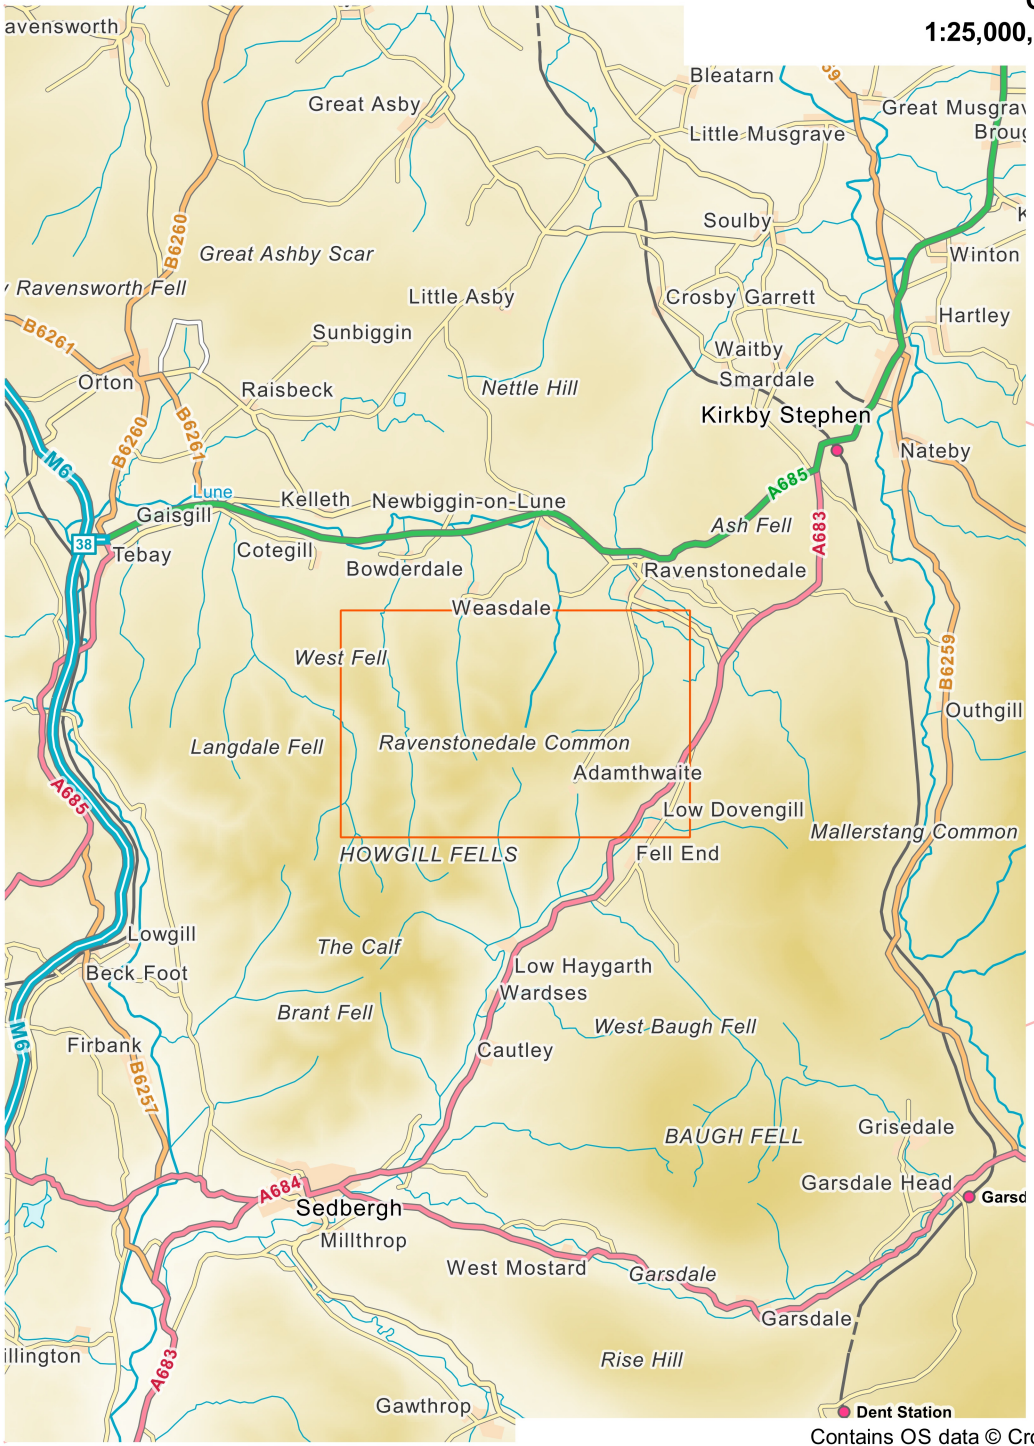 1:25,000,
avensworth
Bleatarn
Great Asby
Great Musgrav
Little Musgrave
Broug
Soulby
B6260
Great Ashby Scar
Winton
Ravensworth Fell
Little Asby
Crosby Garrett
Hartley
B6261
Sunbiggin
Waitby
Orton
Raisbeck
Nettle Hill
Smardale
Kirkby Stephen
B6260
B6261
Nateby
M6
Lune
Kelleth
Newbiggin-on-Lune
A685
Gaisgill
Ash Fell
A683
38
Tebay
Cotegill
Bowderdale
Ravenstonedale
Weasdale
West Fell
B6259
Outhgill
Langdale Fell
Ravenstonedale Common
Adamthwaite
A685
Low Dovengill
Mallerstang Common
HOWGILL FELLS
Fell End
Lowgill
The Calf
Beck Foot
Low Haygarth
Wardses
Brant Fell
West Baugh Fell
M6
Firbank
Cautley
B6257
BAUGH FELL
Grisedale
A684
Garsdale Head
Garsd
Sedbergh
Millthrop
West Mostard
Garsdale
Garsdale
illington
A683
Rise Hill
Gawthrop
Dent Station
Contains OS data © Cro